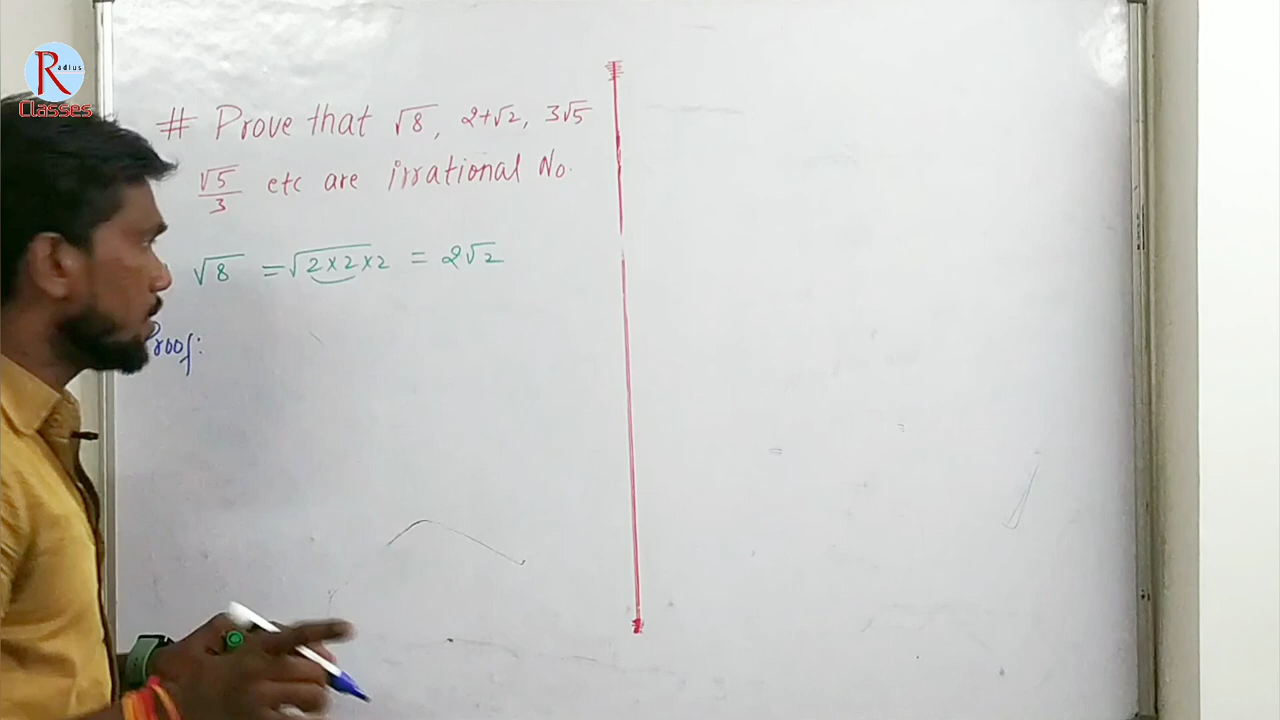 Radius
Classes
# Prove that √8, 2+√2, 3√5
√5/3 etc are irrational No.
√8 = √2×2×2 = 2√2
Proof: